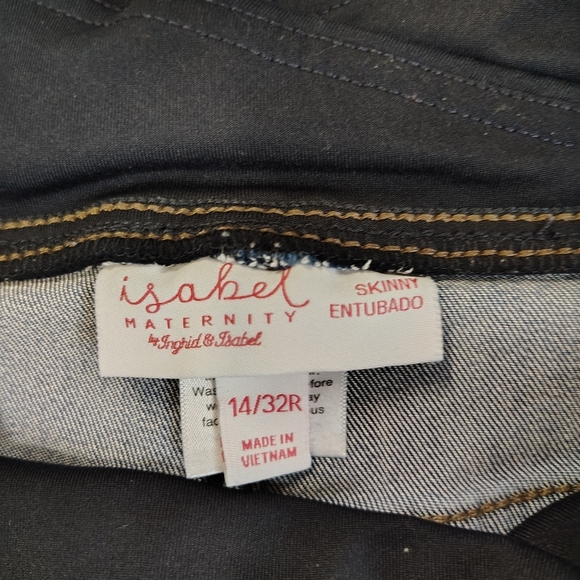 isabel
MATERNITY
by Ingrid & Isabel
SKINNY
ENTUBADO
14/32R
MADE IN
VIETNAM